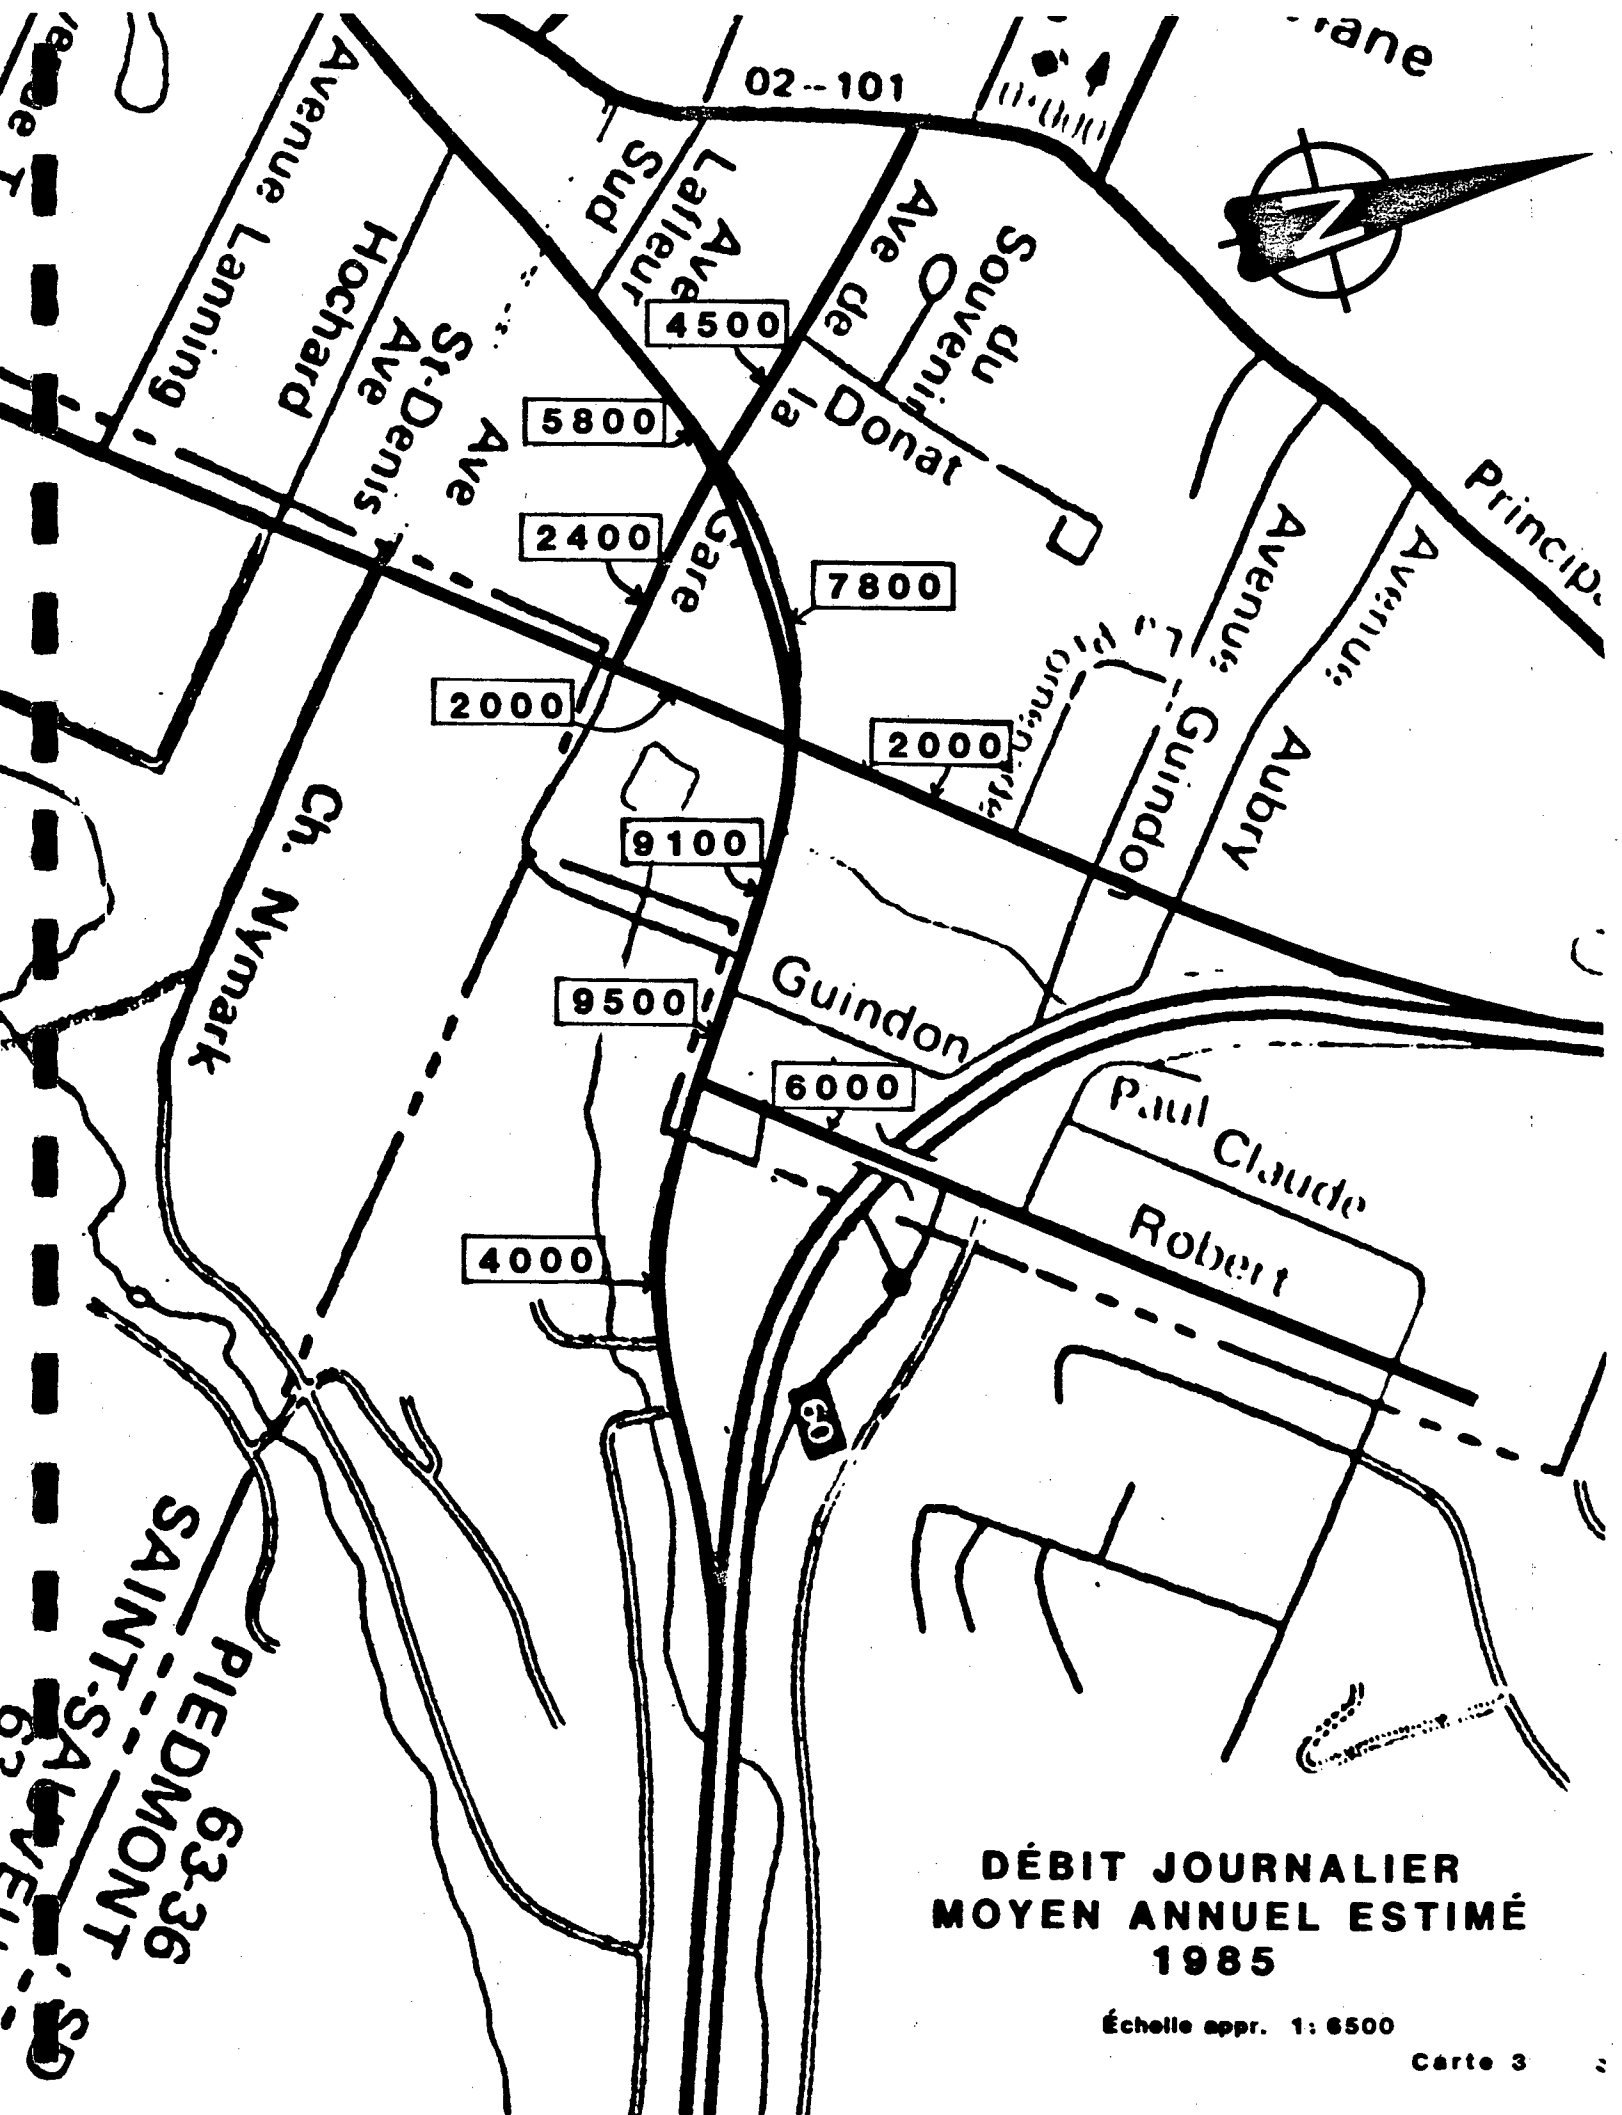 02--101
Avenue Lanning
Hochard
Ave
St-Denis
Ave
Sud
Lafleur
Ave
Ave de
la
Gare
Souvenir
du
Donat
N
4500
5800
2400
7800
2000
2000
9100
9500
6000
4000
Avenue
Guindon
Avenue
Aubry
Guindon
Paul
Claude
Robert
Ch. Nymark
60
SAINT-SAUVEUR
PIEDMONT
63-36
DÉBIT JOURNALIER
MOYEN ANNUEL ESTIMÉ
1985
Échelle appr. 1: 6500
Carte 3